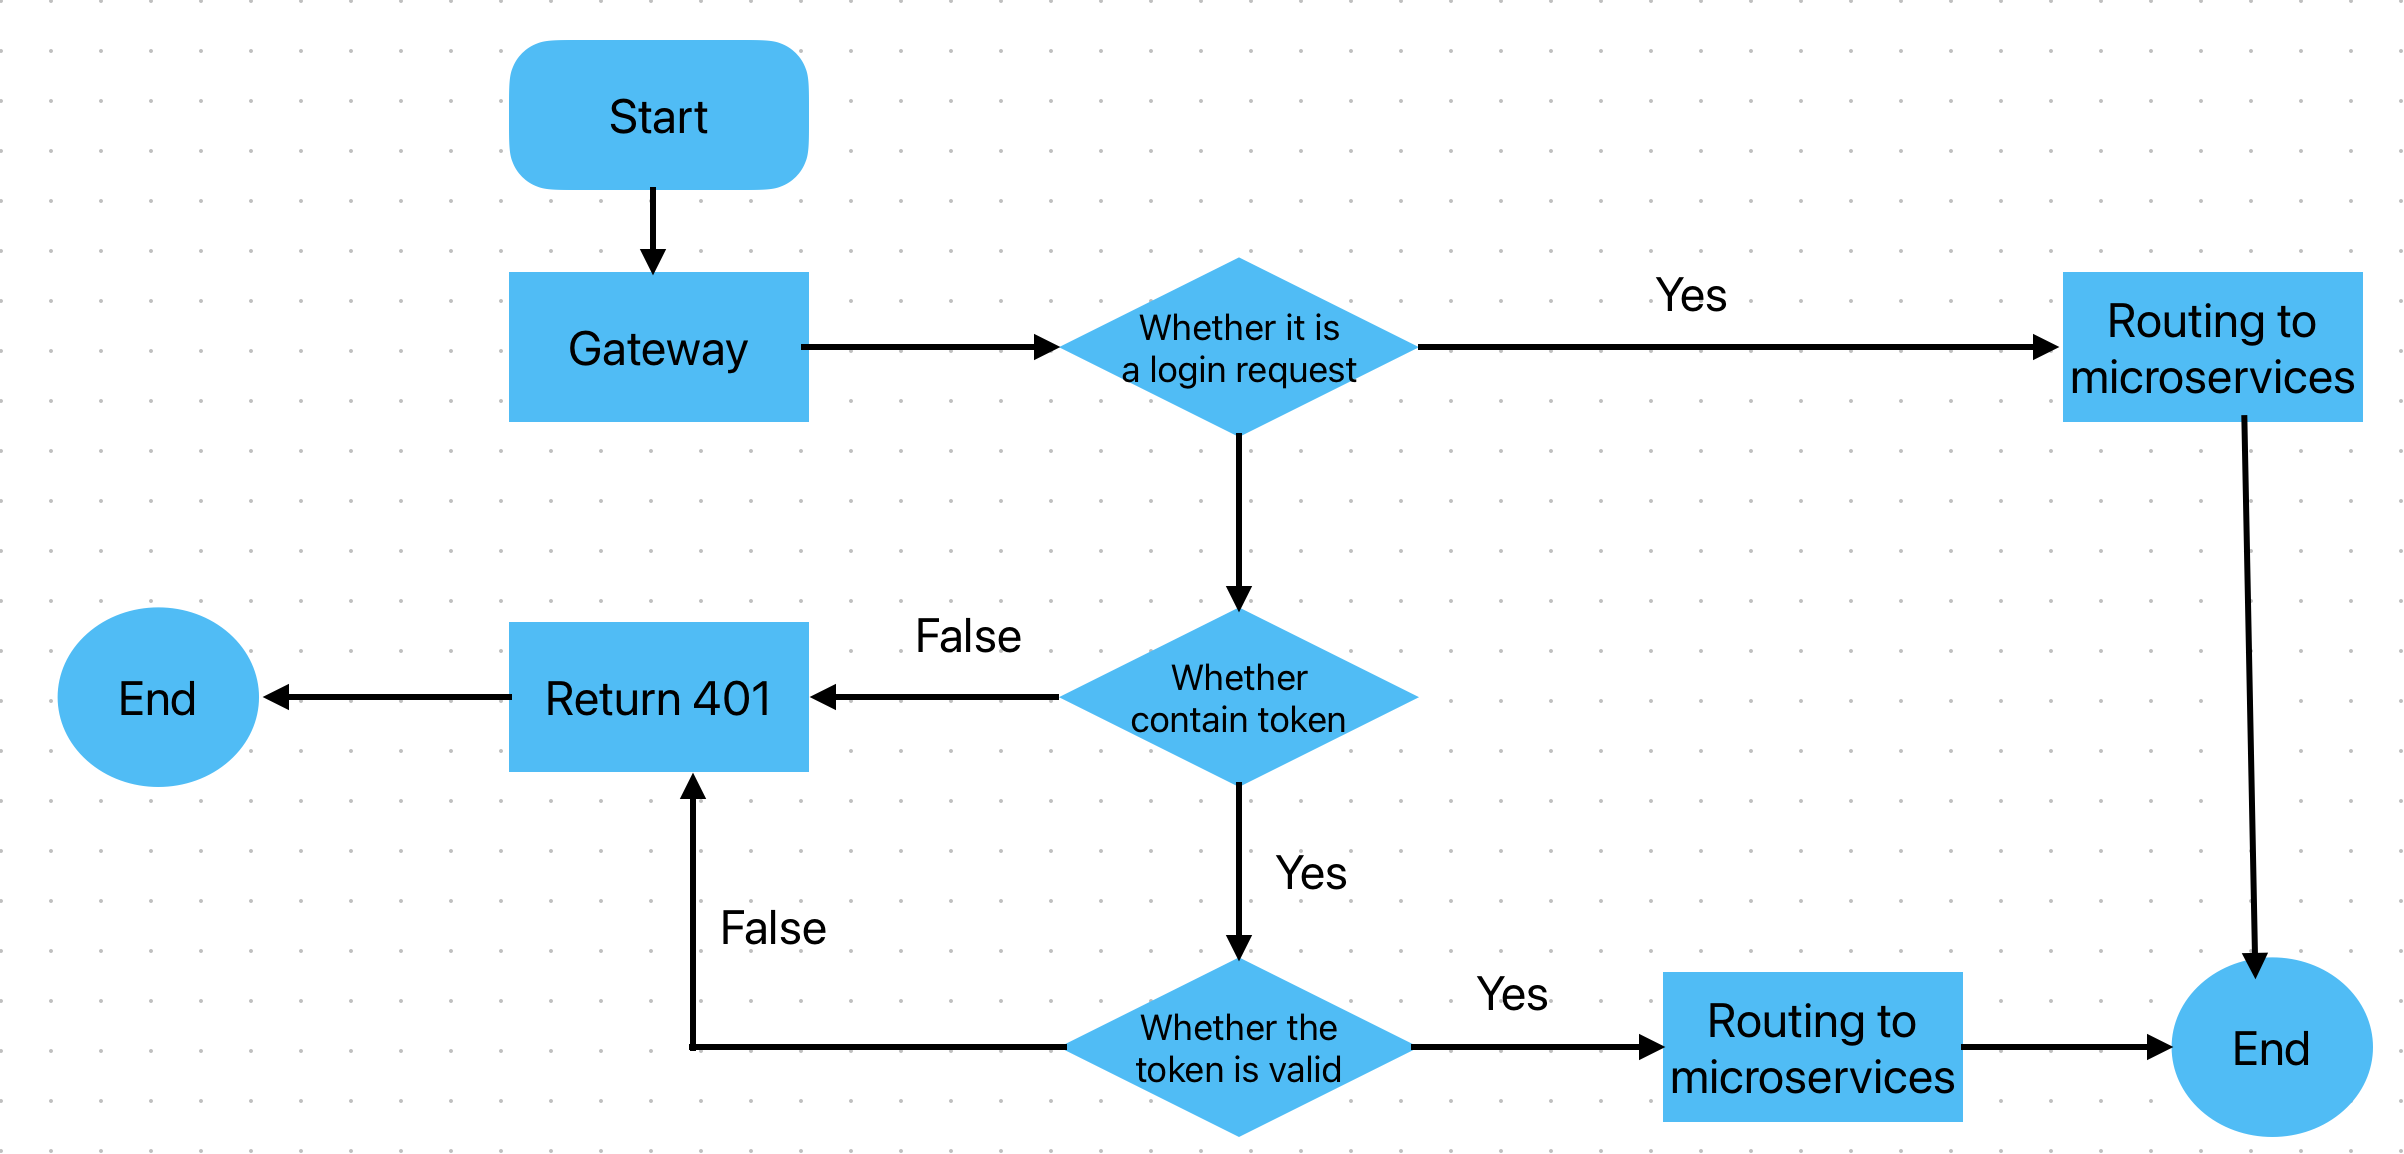 Start
Gateway
Whether it is
a login request
Yes
Routing to
microservices
End
Return 401
False
Whether
contain token
Yes
False
Whether the
token is valid
Yes
Routing to
microservices
End